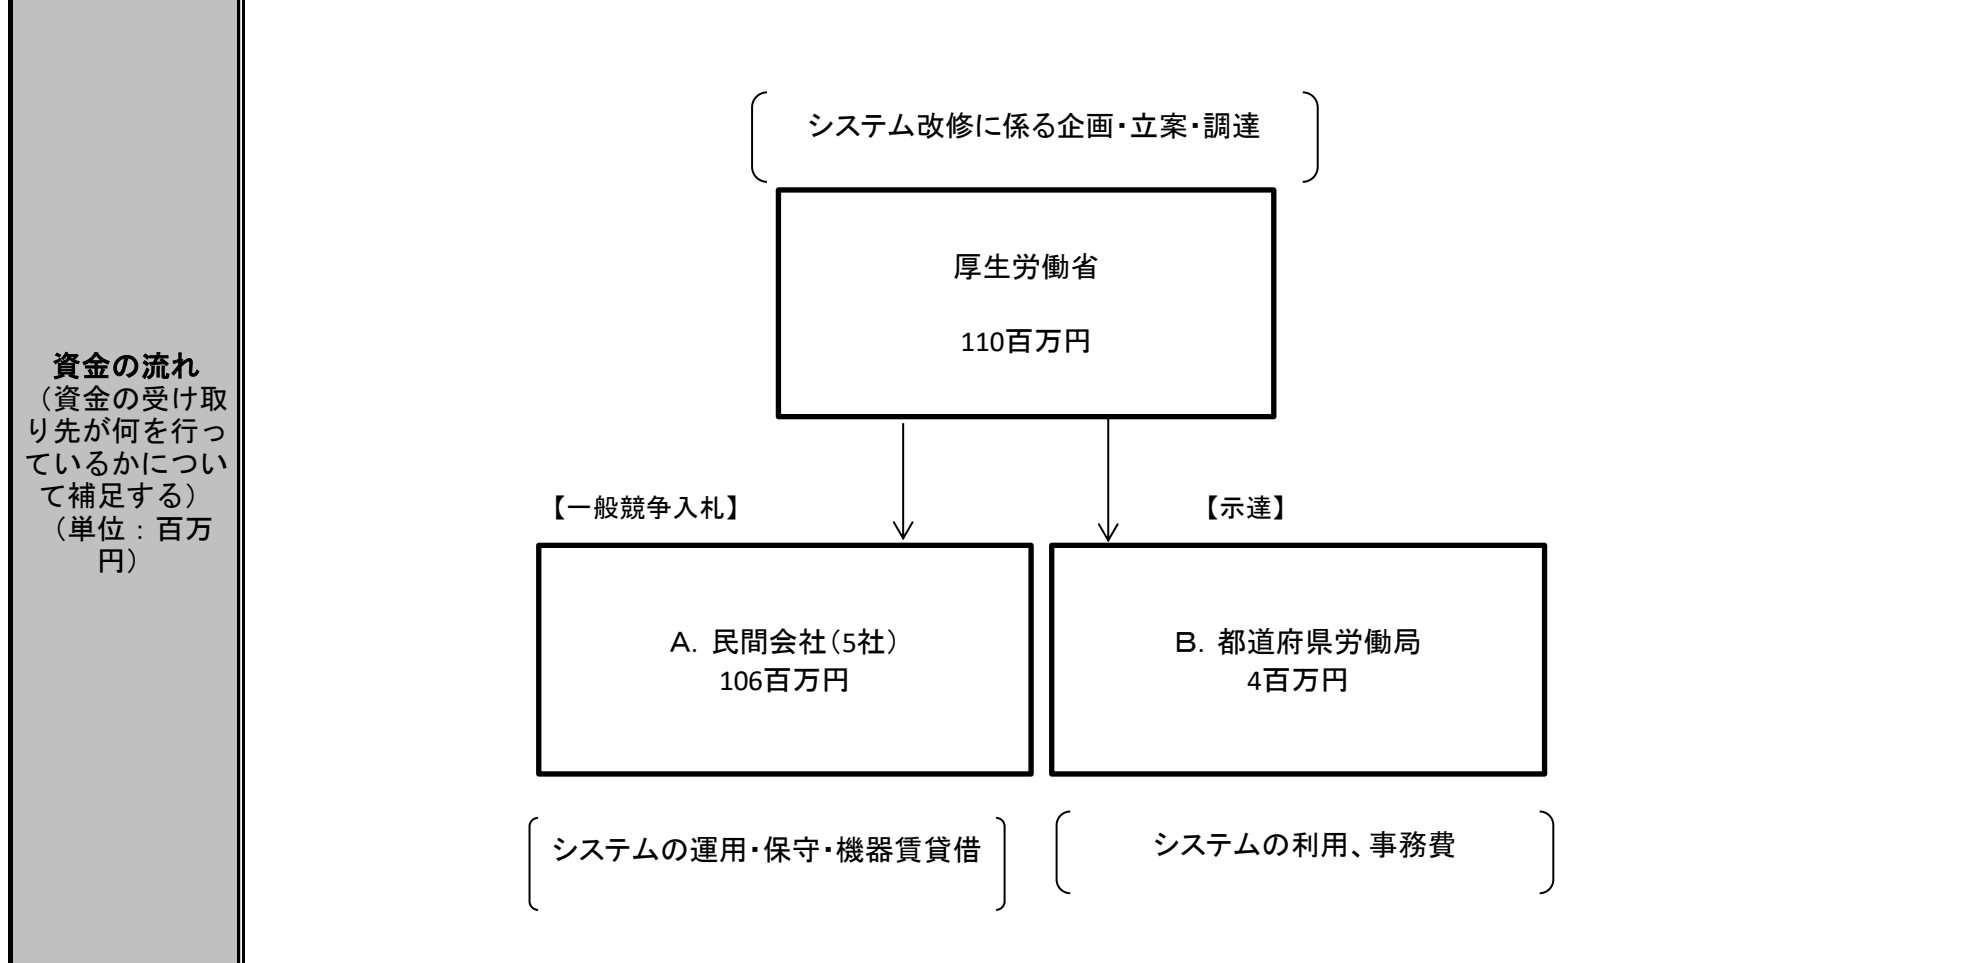 資金の流れ
（資金の受け取
り先が何を行っ
ているかについ
て補足する）
（単位：百万
円）
システム改修に係る企画・立案・調達
厚生労働省
110百万円
【一般競争入札】
【示達】
A．民間会社（5社）
106百万円
B．都道府県労働局
4百万円
システムの運用・保守・機器賃貸借
システムの利用、事務費